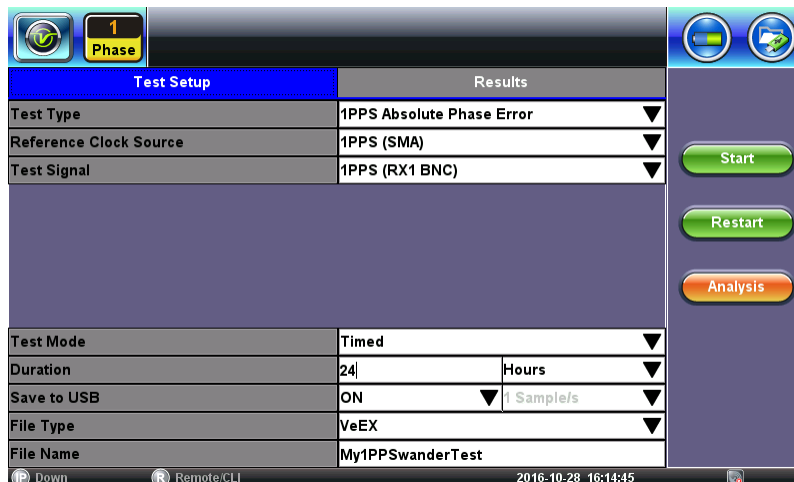 1
Phase
Test Setup Results
Test Type 1PPS Absolute Phase Error
Reference Clock Source 1PPS (SMA)
Test Signal 1PPS (RX1 BNC)
Start
Restart
Analysis
Test Mode Timed
Duration 24 Hours
Save to USB ON 1 Sample/s
File Type VeEX
File Name My1PPSwanderTest
IP Down R Remote/CLI 2016-10-28 16:14:45